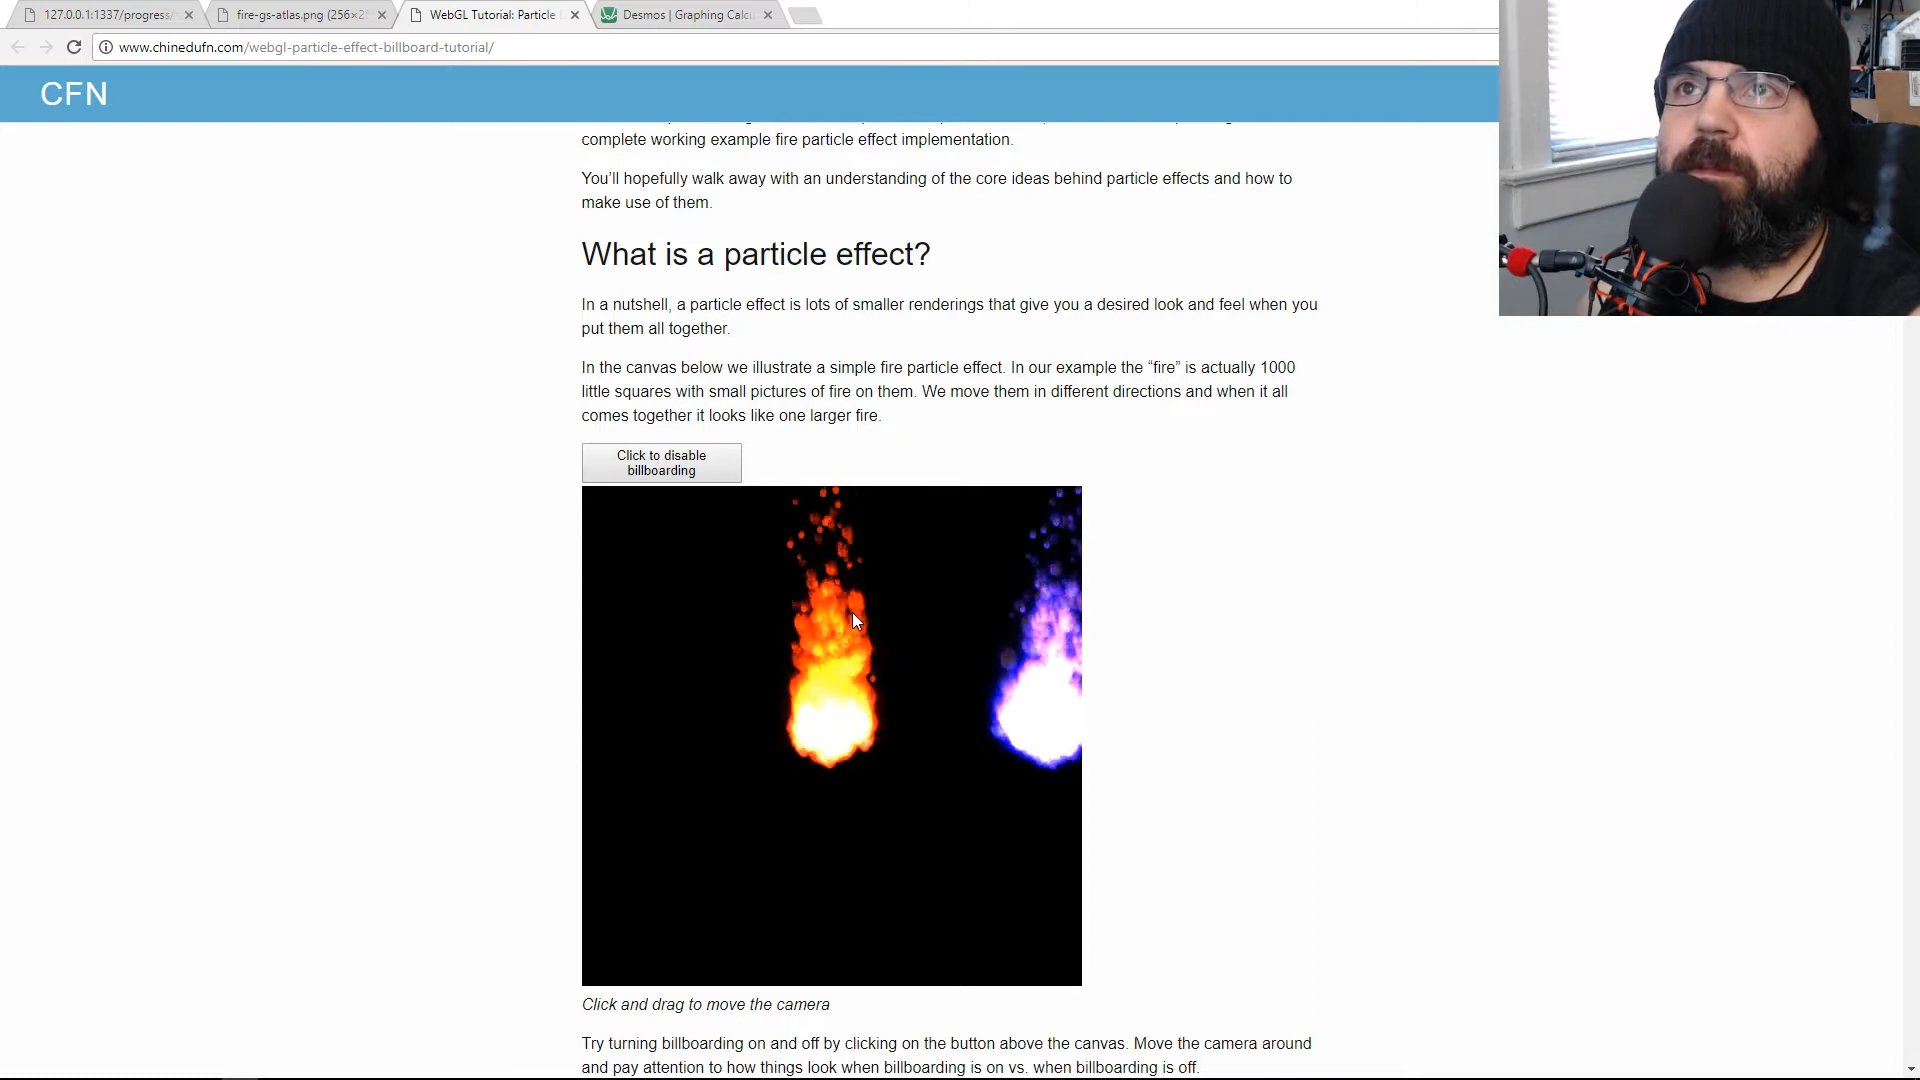 127.0.0.1:1337/progress
fire-gs-atlas.png (256×2
WebGL Tutorial: Particle
Desmos | Graphing Calc
www.chinedufn.com/webgl-particle-effect-billboard-tutorial/
CFN
complete working example fire particle effect implementation.
You’ll hopefully walk away with an understanding of the core ideas behind particle effects and how to
make use of them.
What is a particle effect?
In a nutshell, a particle effect is lots of smaller renderings that give you a desired look and feel when you
put them all together.
In the canvas below we illustrate a simple fire particle effect. In our example the “fire” is actually 1000
little squares with small pictures of fire on them. We move them in different directions and when it all
comes together it looks like one larger fire.
Click to disable
billboarding
Click and drag to move the camera
Try turning billboarding on and off by clicking on the button above the canvas. Move the camera around
and pay attention to how things look when billboarding is on vs. when billboarding is off.